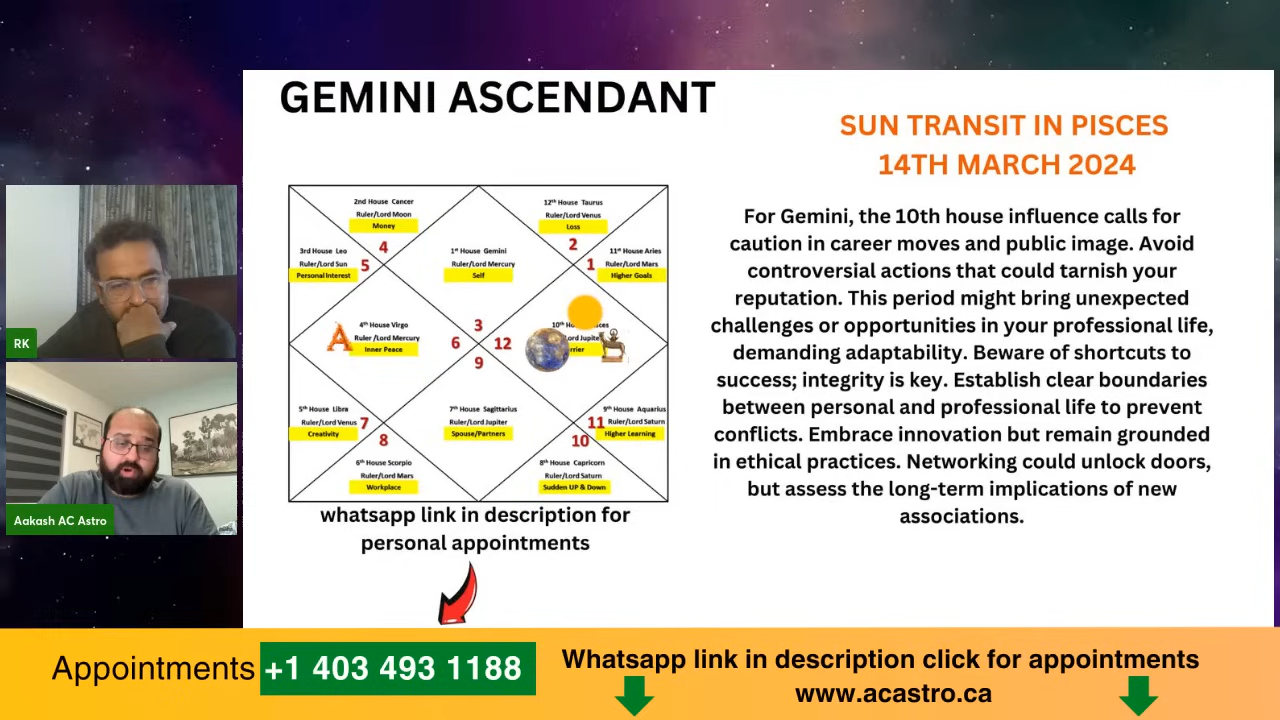 GEMINI ASCENDANT
SUN TRANSIT IN PISCES
14TH MARCH 2024
For Gemini, the 10th house influence calls for
caution in career moves and public image. Avoid
controversial actions that could tarnish your
reputation. This period might bring unexpected
challenges or opportunities in your professional life,
demanding adaptability. Beware of shortcuts to
success; integrity is key. Establish clear boundaries
between personal and professional life to prevent
conflicts. Embrace innovation but remain grounded
in ethical practices. Networking could unlock doors,
but assess the long-term implications of new
associations.
2nd House Cancer
Ruler/Lord Moon
Money
4
12th House Taurus
Ruler/Lord Venus
Loss
2
3rd House Leo
Ruler/Lord Sun
Personal Interest
5
1st House Gemini
Ruler/Lord Mercury
Self
11th House Aries
Ruler/Lord Mars
Higher Goals
1
A
4th House Virgo
Ruler /Lord Mercury
Inner Peace
3
6
12
9
10th
5th House Libra
Ruler/Lord Venus
Creativity
7
7th House Sagittarius
Ruler/Lord Jupiter
Spouse/Partners
9th House Aquarius
Ruler/Lord Saturn
Higher Learning
11
8
6th House Scorpio
Ruler/Lord Mars
Workplace
10
8th House Capricorn
Ruler/Lord Saturn
Sudden UP & Down
whatsapp link in description for
personal appointments
RK
Aakash AC Astro
Appointments +1 403 493 1188
Whatsapp link in description click for appointments
www.acastro.ca